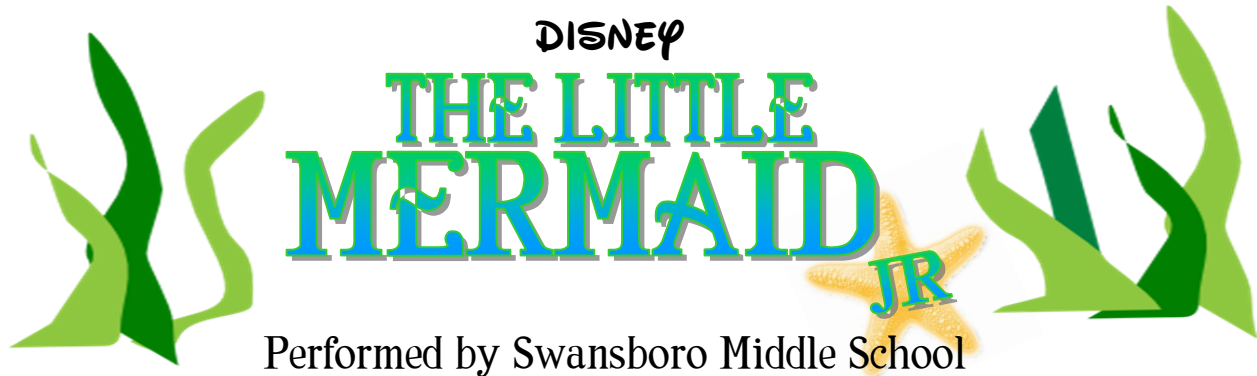 DISNEY
THE LITTLE
MERMAID
JR
Performed by Swansboro Middle School